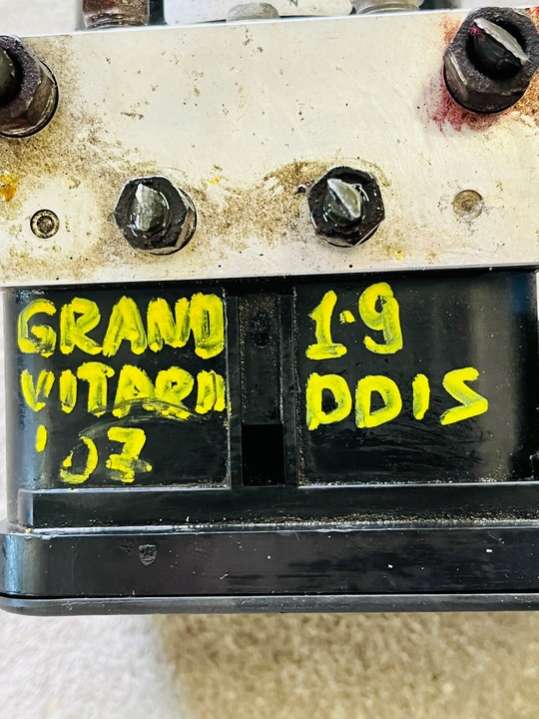 GRAND
VITARA
'07
1.9
DDIS